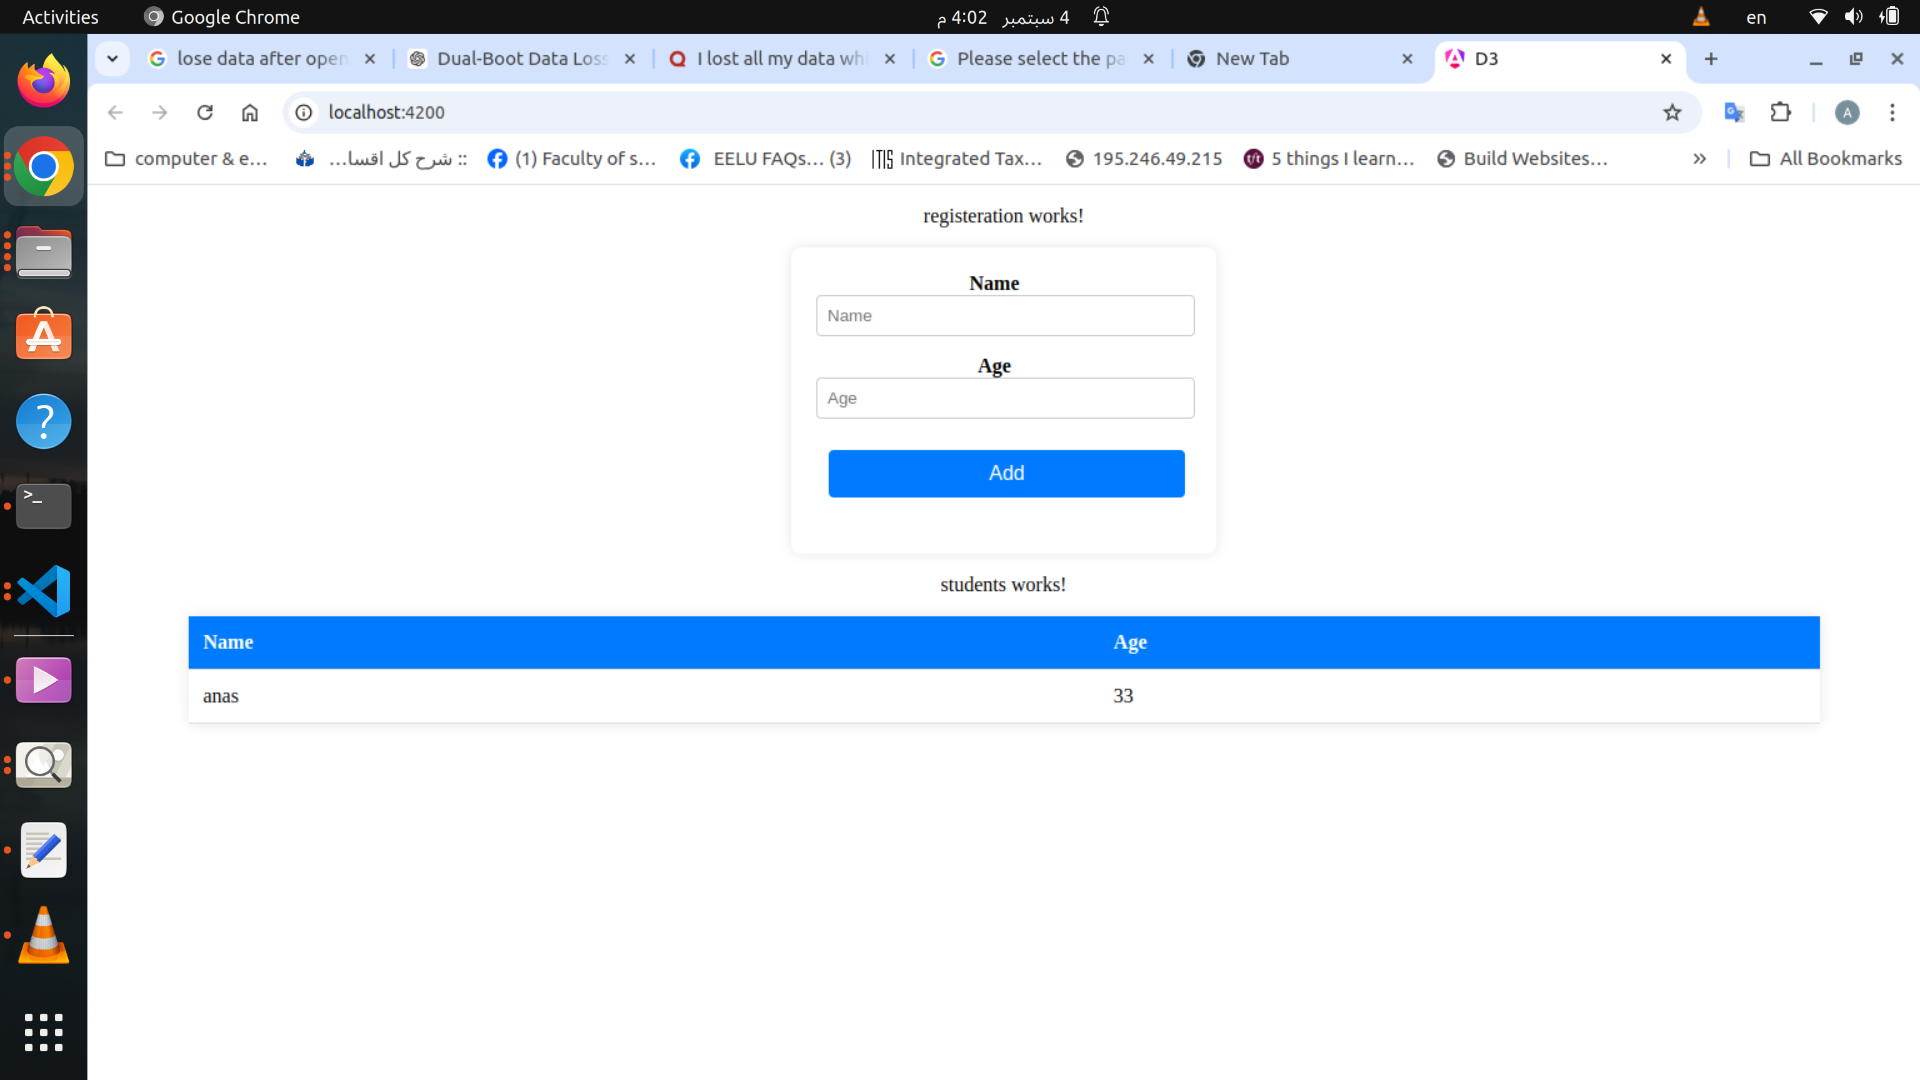 Activities
Google Chrome
4 سبتمبر 4:02 م
en
lose data after open
Dual-Boot Data Loss
I lost all my data whi
Please select the pa
New Tab
D3
localhost:4200
A
computer & e...
شرح كل اقسا... ::
(1) Faculty of s...
EELU FAQs... (3)
ITIS Integrated Tax...
195.246.49.215
t/t 5 things I learn...
Build Websites...
»
All Bookmarks
registeration works!
Name
Name
Age
Age
Add
students works!
Name Age
anas 33